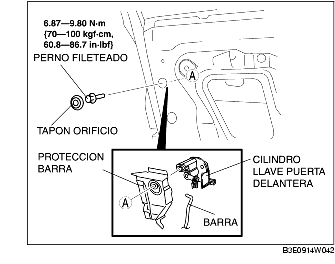 6.87—9.80 N·m
{70—100 kgf·cm,
60.8—86.7 in·lbf}
PERNO FILETEADO
A
TAPON ORIFICIO
PROTECCION
BARRA
CILINDRO
LLAVE PUERTA
DELANTERA
A
BARRA
B3E0914W042